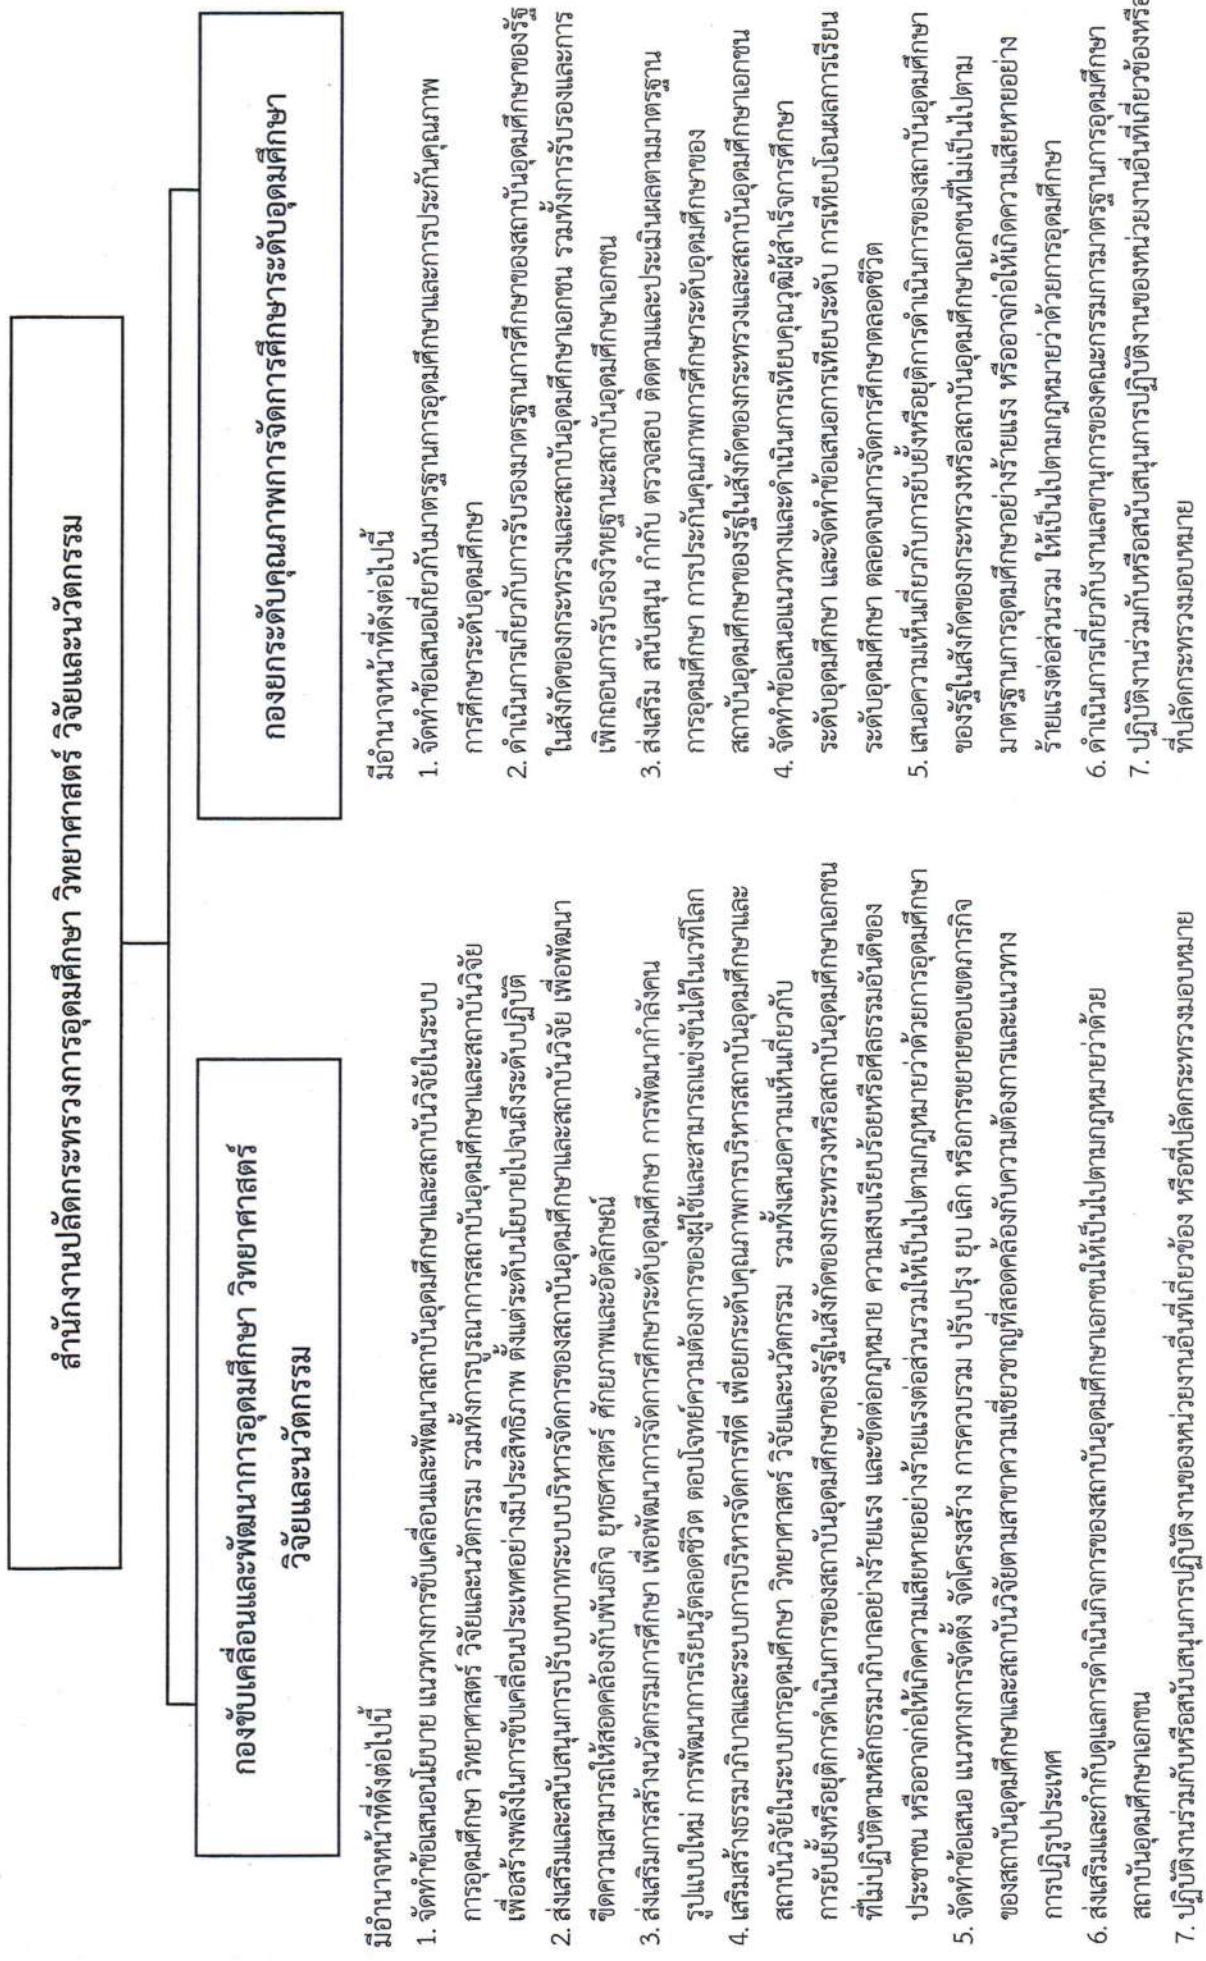 สำนักงานปลัดกระทรวงการอุดมศึกษา วิทยาศาสตร์ วิจัยและนวัตกรรม
กองขับเคลื่อนและพัฒนาการอุดมศึกษา วิทยาศาสตร์
วิจัยและนวัตกรรม
มีอำนาจหน้าที่ดังต่อไปนี้
1. จัดทำข้อเสนอนโยบาย แนวทางการขับเคลื่อนและพัฒนาสถาบันอุดมศึกษาและสถาบันวิจัยในระบบ
การอุดมศึกษา วิทยาศาสตร์ วิจัยและนวัตกรรม รวมทั้งการบูรณาการสถาบันอุดมศึกษาและสถาบันวิจัย
เพื่อสร้างพลังในการขับเคลื่อนประเทศอย่างมีประสิทธิภาพ ตั้งแต่ระดับนโยบายไปจนถึงระดับปฏิบัติ
2. ส่งเสริมและสนับสนุนการปรับบทบาทระบบบริหารจัดการของสถาบันอุดมศึกษาและสถาบันวิจัย เพื่อพัฒนา
ขีดความสามารถให้สอดคล้องกับพันธกิจ ยุทธศาสตร์ ศักยภาพและอัตลักษณ์
3. ส่งเสริมการสร้างนวัตกรรมการศึกษา เพื่อพัฒนาการจัดการศึกษาระดับอุดมศึกษา การพัฒนากำลังคน
รูปแบบใหม่ การพัฒนาการเรียนรู้ตลอดชีวิต ตอบโจทย์ความต้องการของผู้ใช้และสามารถแข่งขันได้ในเวทีโลก
4. เสริมสร้างธรรมาภิบาลและระบบการบริหารจัดการที่ดี เพื่อยกระดับคุณภาพการบริหารสถาบันอุดมศึกษาและ
สถาบันวิจัยในระบบการอุดมศึกษา วิทยาศาสตร์ วิจัยและนวัตกรรม รวมทั้งเสนอความเห็นเกี่ยวกับ
การยับยั้งหรือยุติการดำเนินการของสถาบันอุดมศึกษาของรัฐในสังกัดของกระทรวงหรือสถาบันอุดมศึกษาเอกชน
ที่ไม่ปฏิบัติตามหลักธรรมาภิบาลอย่างร้ายแรง และขัดต่อกฎหมาย ความสงบเรียบร้อยหรือศีลธรรมอันดีของ
ประชาชน หรืออาจก่อให้เกิดความเสียหายอย่างร้ายแรงต่อส่วนรวมให้เป็นไปตามกฎหมายว่าด้วยการอุดมศึกษา
5. จัดทำข้อเสนอ แนวทางการจัดตั้ง จัดโครงสร้าง การควบรวม ปรับปรุง ยุบ เลิก หรือการขยายขอบเขตภารกิจ
ของสถาบันอุดมศึกษาและสถาบันวิจัยตามสาขาความเชี่ยวชาญที่สอดคล้องกับความต้องการและแนวทาง
การปฏิรูปประเทศ
6. ส่งเสริมและกำกับดูแลการดำเนินกิจการของสถาบันอุดมศึกษาเอกชนให้เป็นไปตามกฎหมายว่าด้วย
สถาบันอุดมศึกษาเอกชน
7. ปฏิบัติงานร่วมกับหรือสนับสนุนการปฏิบัติงานของหน่วยงานอื่นที่เกี่ยวข้อง หรือที่ปลัดกระทรวงมอบหมาย
กองยกระดับคุณภาพการจัดการศึกษาระดับอุดมศึกษา
มีอำนาจหน้าที่ดังต่อไปนี้
1. จัดทำข้อเสนอเกี่ยวกับมาตรฐานการอุดมศึกษาและการประกันคุณภาพ
การศึกษาระดับอุดมศึกษา
2. ดำเนินการเกี่ยวกับการรับรองมาตรฐานการศึกษาของสถาบันอุดมศึกษาของรัฐ
ในสังกัดของกระทรวงและสถาบันอุดมศึกษาเอกชน รวมทั้งการรับรองและการ
เพิกถอนการรับรองวิทยฐานะสถาบันอุดมศึกษาเอกชน
3. ส่งเสริม สนับสนุน กำกับ ตรวจสอบ ติดตามและประเมินผลตามมาตรฐาน
การอุดมศึกษา การประกันคุณภาพการศึกษาระดับอุดมศึกษาของ
สถาบันอุดมศึกษาของรัฐในสังกัดของกระทรวงและสถาบันอุดมศึกษาเอกชน
4. จัดทำข้อเสนอแนวทางและดำเนินการเทียบคุณวุฒิผู้สำเร็จการศึกษา
ระดับอุดมศึกษา และจัดทำข้อเสนอการเทียบระดับ การเทียบโอนผลการเรียน
ระดับอุดมศึกษา ตลอดจนการจัดการศึกษาตลอดชีวิต
5. เสนอความเห็นเกี่ยวกับการยับยั้งหรือยุติการดำเนินการของสถาบันอุดมศึกษา
ของรัฐในสังกัดของกระทรวงหรือสถาบันอุดมศึกษาเอกชนที่ไม่เป็นไปตาม
มาตรฐานการอุดมศึกษาอย่างร้ายแรง หรืออาจก่อให้เกิดความเสียหายอย่าง
ร้ายแรงต่อส่วนรวม ให้เป็นไปตามกฎหมายว่าด้วยการอุดมศึกษา
6. ดำเนินการเกี่ยวกับงานเลขานุการของคณะกรรมการมาตรฐานการอุดมศึกษา
7. ปฏิบัติงานร่วมกับหรือสนับสนุนการปฏิบัติงานของหน่วยงานอื่นที่เกี่ยวข้องหรือ
ที่ปลัดกระทรวงมอบหมาย